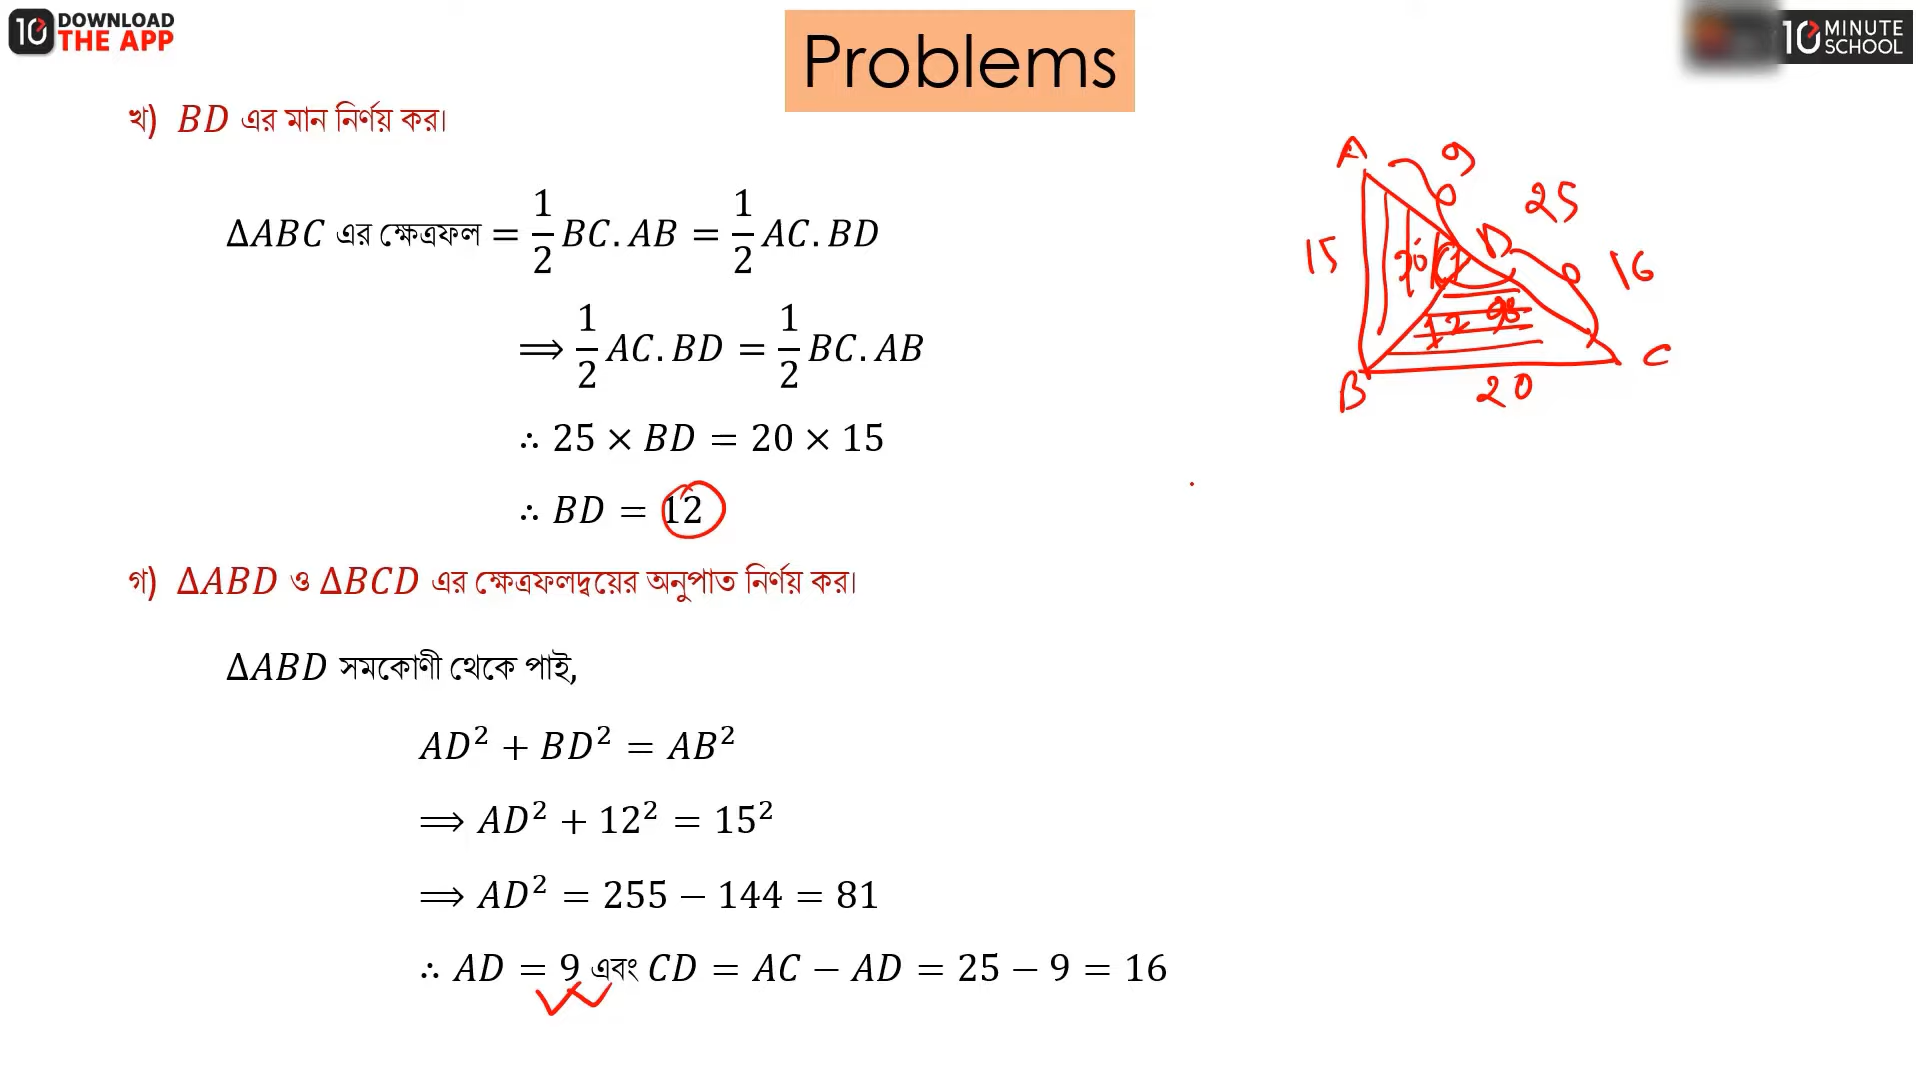 10 DOWNLOAD THE APP
Problems
10 MINUTE SCHOOL
খ) BD এর মান নির্ণয় কর।
ΔABC এর ক্ষেত্রফল = 1/2 BC.AB = 1/2 AC.BD
⟹ 1/2 AC.BD = 1/2 BC.AB
∴ 25 × BD = 20 × 15
∴ BD = 12
গ) ΔABD ও ΔBCD এর ক্ষেত্রফলদ্বয়ের অনুপাত নির্ণয় কর।
ΔABD সমকোণী থেকে পাই,
AD² + BD² = AB²
⟹ AD² + 12² = 15²
⟹ AD² = 255 − 144 = 81
∴ AD = 9 এবং CD = AC − AD = 25 − 9 = 16
A
9
25
D
15
16
12
B
20
C